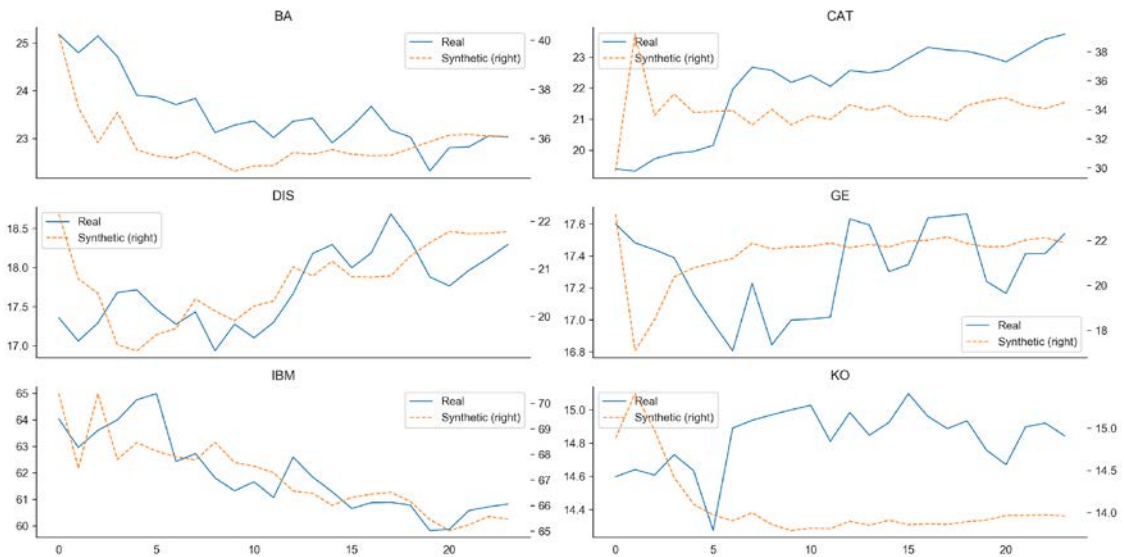 BA
25
24
23
40
38
36
Real
Synthetic (right)
CAT
23
22
21
20
38
36
34
32
30
Real
Synthetic (right)
DIS
18.5
18.0
17.5
17.0
22
21
20
Real
Synthetic (right)
GE
17.6
17.4
17.2
17.0
16.8
22
20
18
Real
Synthetic (right)
IBM
65
64
63
62
61
60
70
69
68
67
66
65
Real
Synthetic (right)
0 5 10 15 20
KO
15.0
14.8
14.6
14.4
15.0
14.5
14.0
Real
Synthetic (right)
0 5 10 15 20